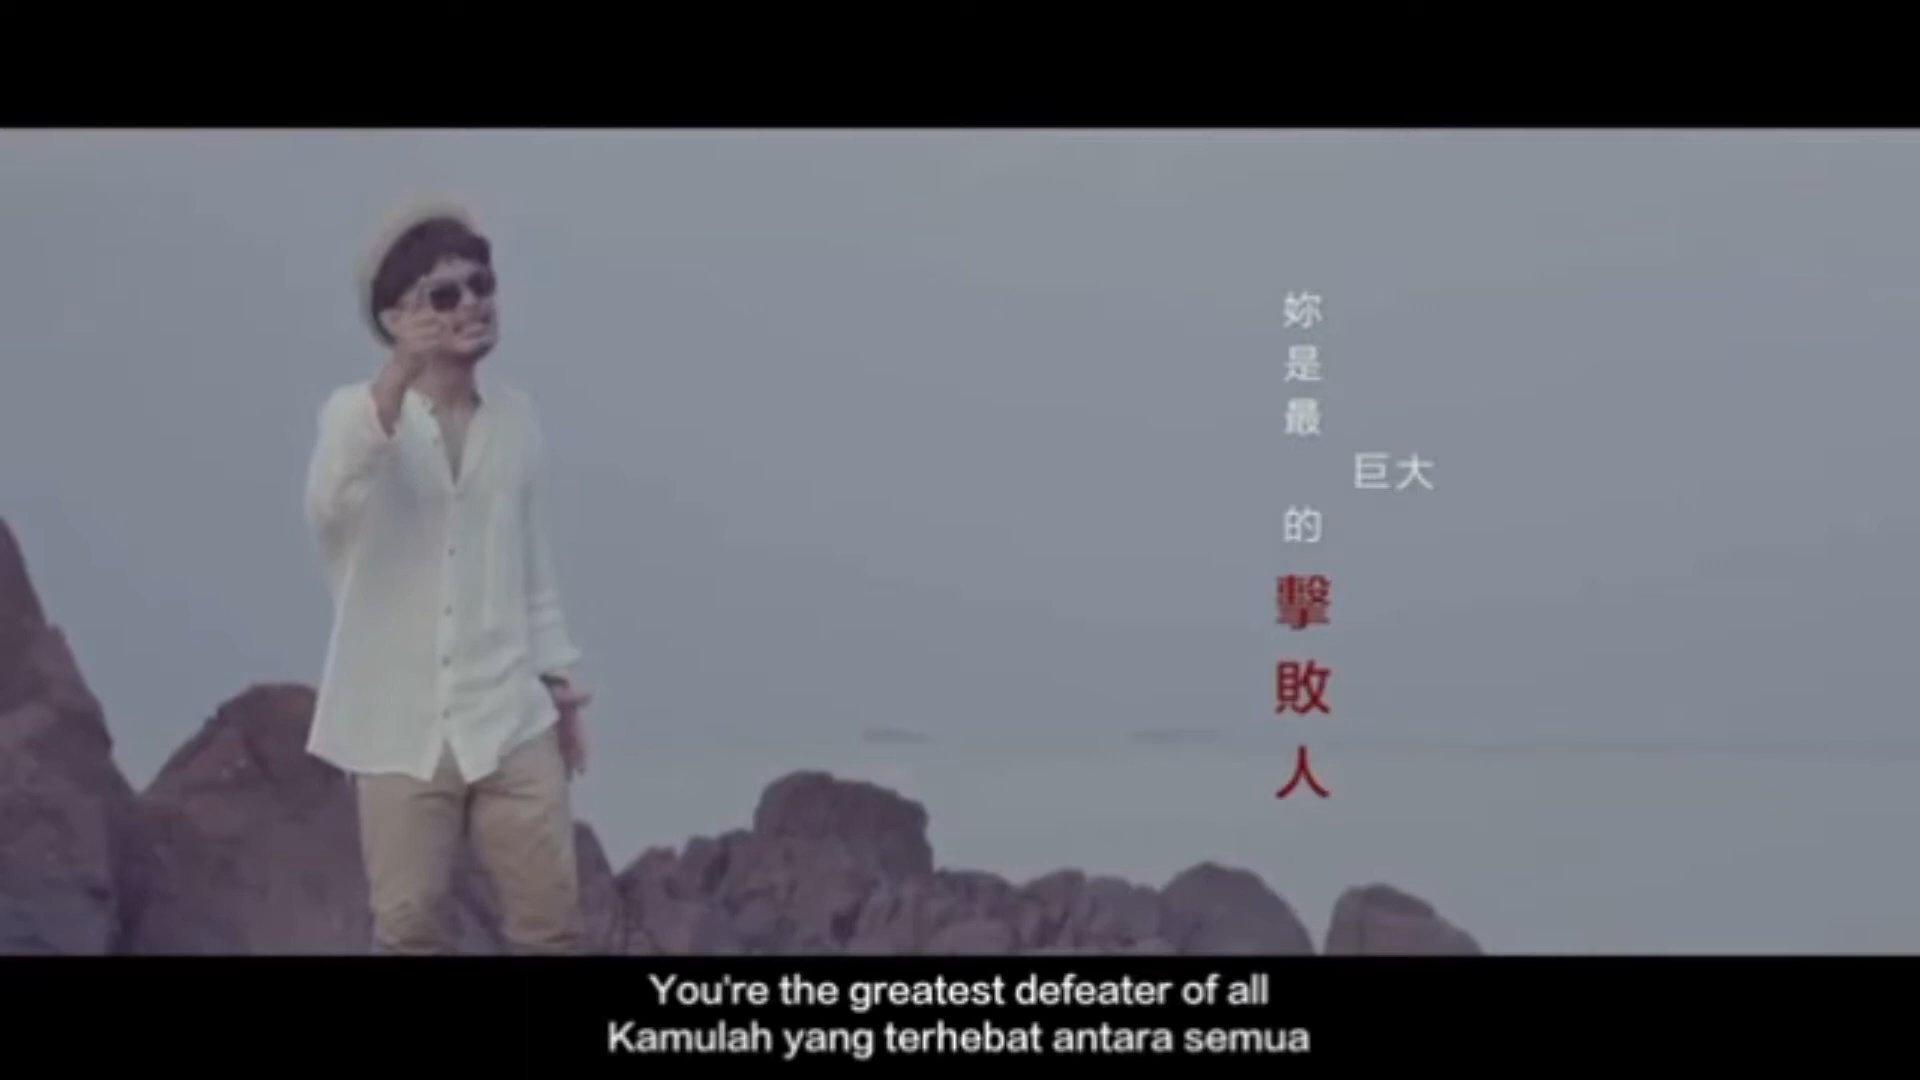 妳是最
巨大
的
擊敗人
You're the greatest defeater of all
Kamulah yang terhebat antara semua